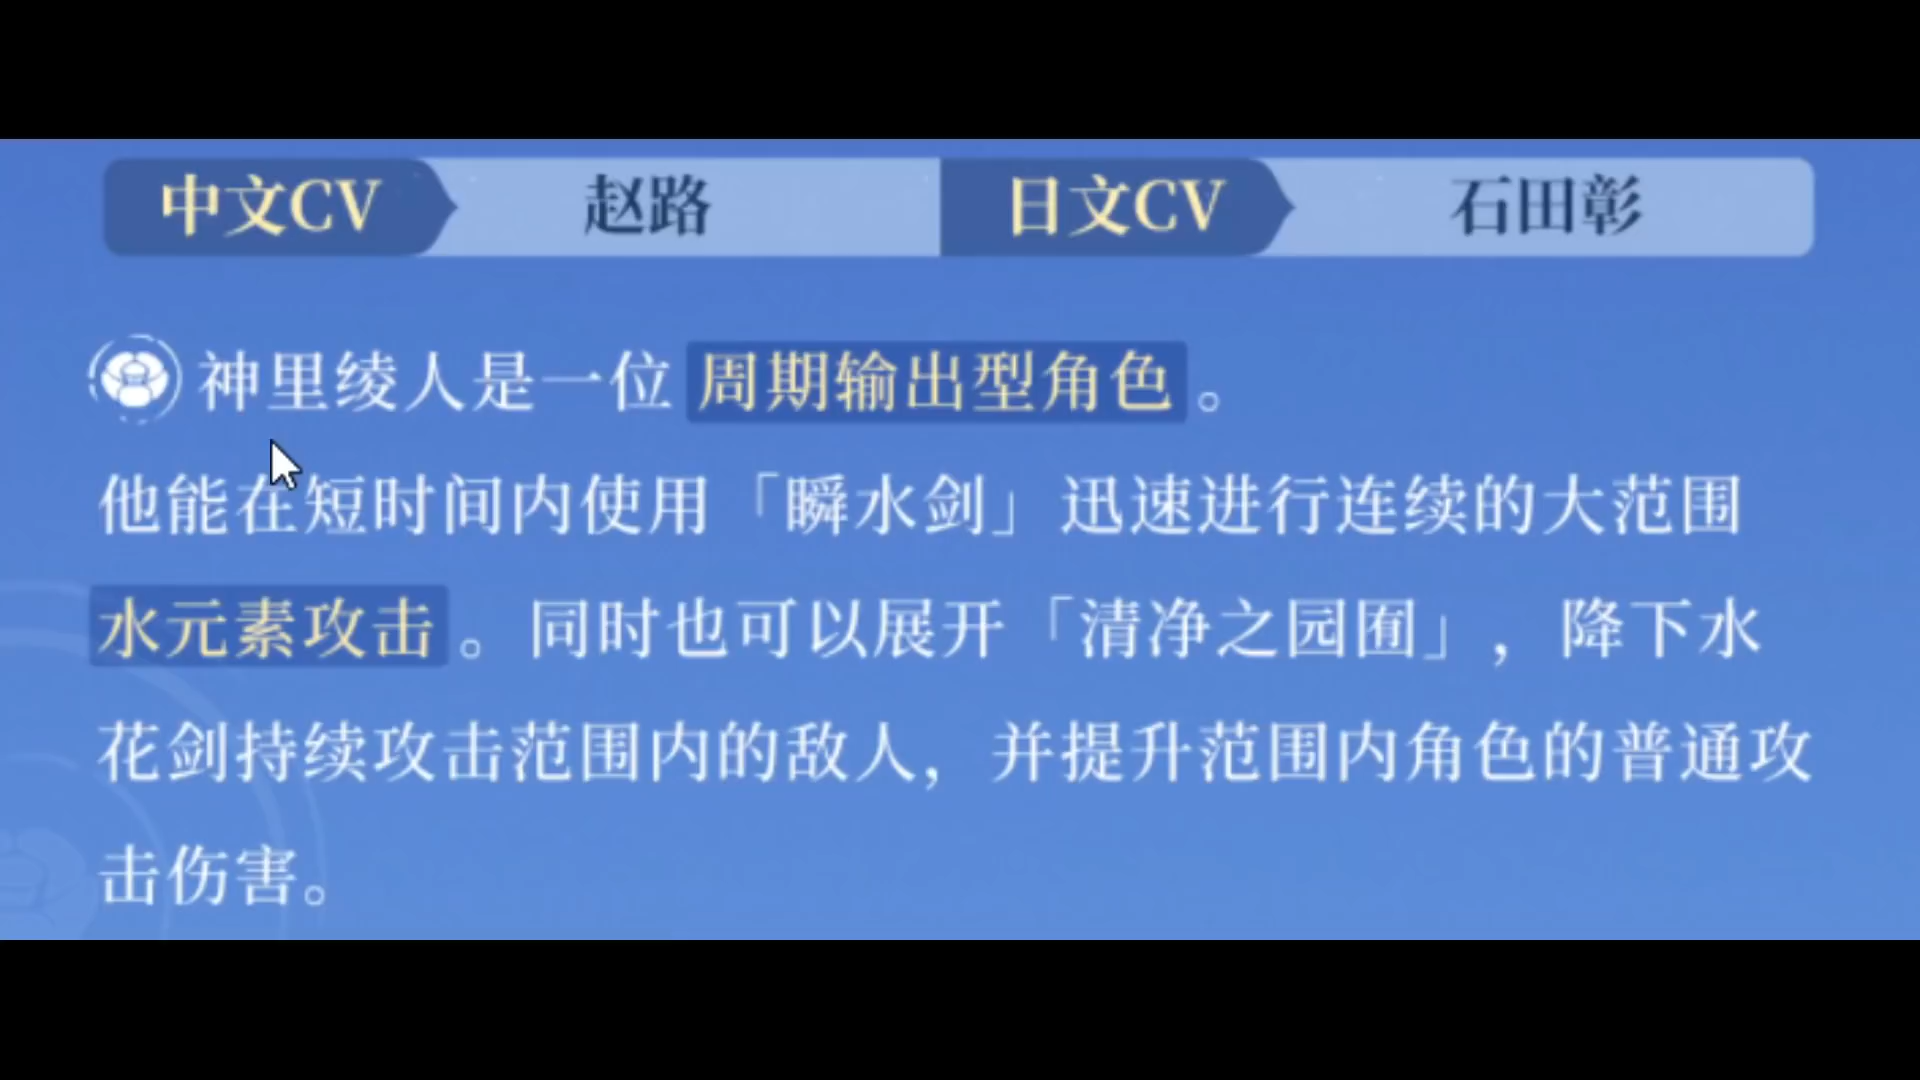 中文CV 赵路 日文CV 石田彰
神里绫人是一位 周期输出型角色 。
他能在短时间内使用「瞬水剑」迅速进行连续的大范围
水元素攻击 。同时也可以展开「清净之园囿」，降下水
花剑持续攻击范围内的敌人，并提升范围内角色的普通攻
击伤害。